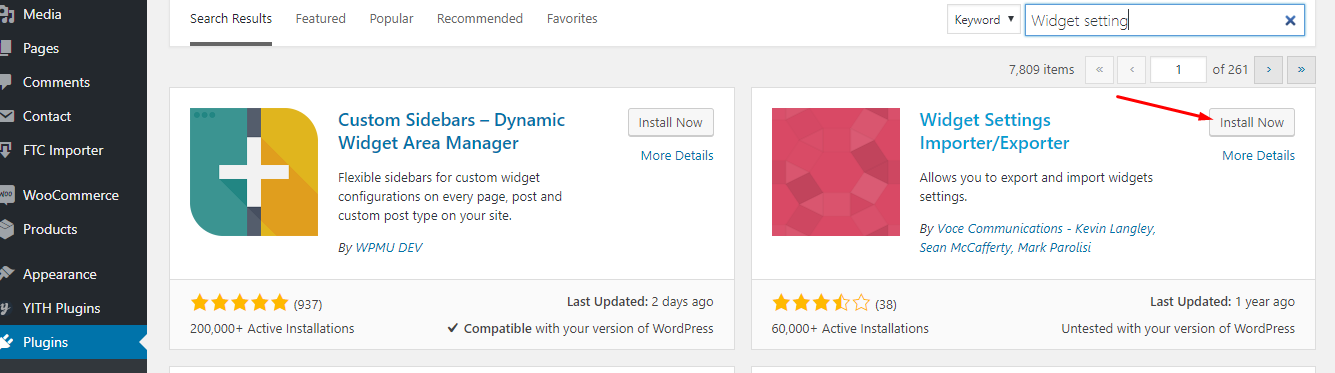 Media
Pages
Comments
Contact
FTC Importer
WooCommerce
Products
Appearance
YITH Plugins
Plugins
Search Results Featured Popular Recommended Favorites
Keyword ▼ Widget setting ×
7,809 items « ‹ 1 of 261 › »
Custom Sidebars – Dynamic
Widget Area Manager
Install Now
More Details
Flexible sidebars for custom widget
configurations on every page, post and
custom post type on your site.
By WPMU DEV
(937)
Last Updated: 2 days ago
200,000+ Active Installations
✔ Compatible with your version of WordPress
Widget Settings
Importer/Exporter
Install Now
More Details
Allows you to export and import widgets
settings.
By Voce Communications - Kevin Langley,
Sean McCafferty, Mark Parolisi
(38)
Last Updated: 1 year ago
60,000+ Active Installations
Untested with your version of WordPress